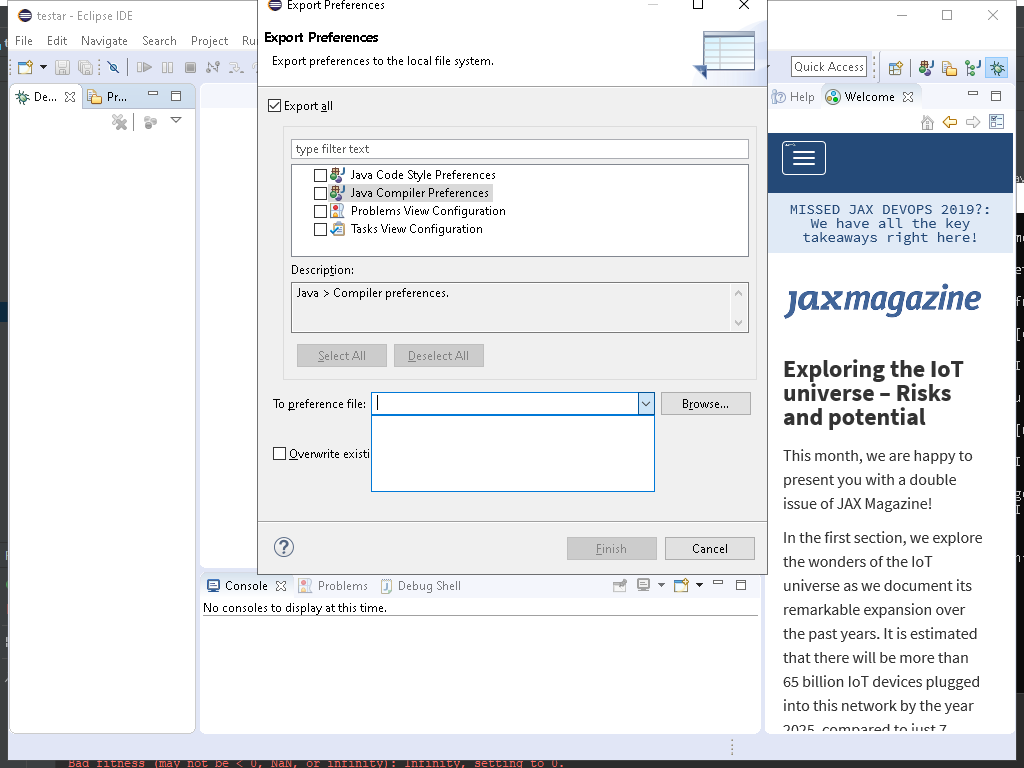 testar - Eclipse IDE
Export Preferences
File Edit Navigate Search Project
Export Preferences
Export preferences to the local file system.
Quick Access
De... Pr...
Help Welcome
Export all
type filter text
Java Code Style Preferences
Java Compiler Preferences
Problems View Configuration
Tasks View Configuration
Description:
Java > Compiler preferences.
Select All Deselect All
To preference file: Browse...
Overwrite existi
? Finish Cancel
MISSED JAX DEVOPS 2019?:
We have all the key
takeaways right here!
jaxmagazine
Exploring the IoT
universe – Risks
and potential
This month, we are happy to
present you with a double
issue of JAX Magazine!
In the first section, we explore
the wonders of the IoT
universe as we document its
remarkable expansion over
the past years. It is estimated
that there will be more than
65 billion IoT devices plugged
into this network by the year
2025, compared to just 7
Console Problems Debug Shell
No consoles to display at this time.
Bad fitness (may not be < 0, NaN, or infinity): Infinity, setting to 0.